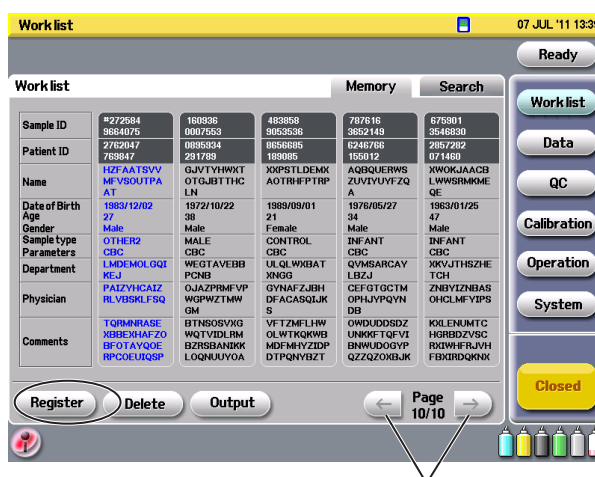 Work list
07 JUL '11 13:39
Ready
Work list
Memory
Search
Work list
Data
QC
Calibration
Operation
System
Closed
Sample ID
*272584 9664075
160936 0007553
483858 9053536
787616 3652149
675901 3546830
Patient ID
2762047 769847
0895934 291789
8656685 189085
6246766 155012
2857282 071460
Name
HZFAATSVV MFVSOUTPA AT
GJVTYHWXT OTGJBTTHC LN
XXPSTLDEMX AOTRHFPTRP
AQBQUERWS ZUVIVUYFZQ A
XWOKJAACB LWWSRMKME QE
Date of Birth
1983/12/02
1972/10/22
1989/09/01
1976/05/27
1963/01/25
Age
27
38
21
34
47
Gender
Male
Male
Female
Male
Male
Sample type
OTHER2
MALE
CONTROL
INFANT
INFANT
Parameters
CBC
CBC
CBC
CBC
CBC
Department
LMDEMOLGQI KEJ
WEGTAVEBB PCNB
ULQLWXBAT XNGG
QVMSARCAY LBZJ
XKVJTHSZHE TCH
Physician
PAIZYHCAIZ RLVBSKLFSQ
OJAZPRMFVP WGPWZTMW GM
GYNAFZJBH DFACASQIJK S
CEFGTGCTM OPHJYPQYN DB
ZNBYIZNBAS OHCLMFYIPS
Comments
TQRMNRASE XBBEXHAFZO BFOTAYQOE RPCOEUIQSP
BTNSOSVXG WQTVIDLRM BZRSBANIKK LOQNUUYOA
VFTZMFLHW OLWTKQKWB MDFMHYZIDP DTPQNYBZT
OWDUDDSDZ UNKKFTQFVI BNWUDOGYP QZZQZOXBJK
KXLENUMTC HGRBDZVSC RXIWHFRJVH FBXIRDQKNX
Register
Delete
Output
Page
10/10